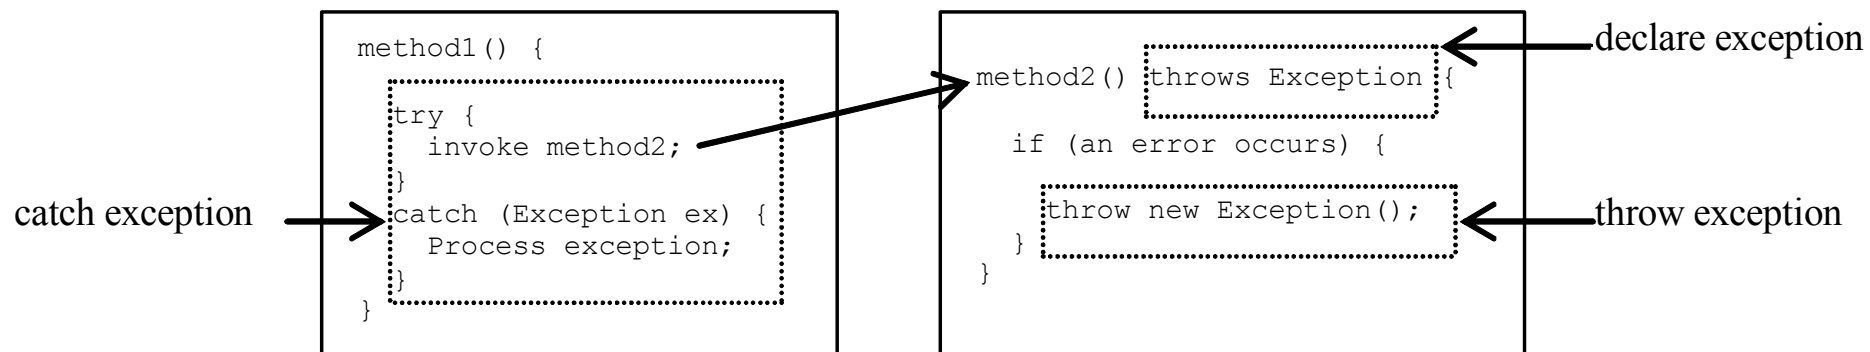 method1() {
try {
invoke method2;
}
catch (Exception ex) {
Process exception;
}
}
catch exception
method2() throws Exception {
if (an error occurs) {
throw new Exception();
}
}
declare exception
throw exception